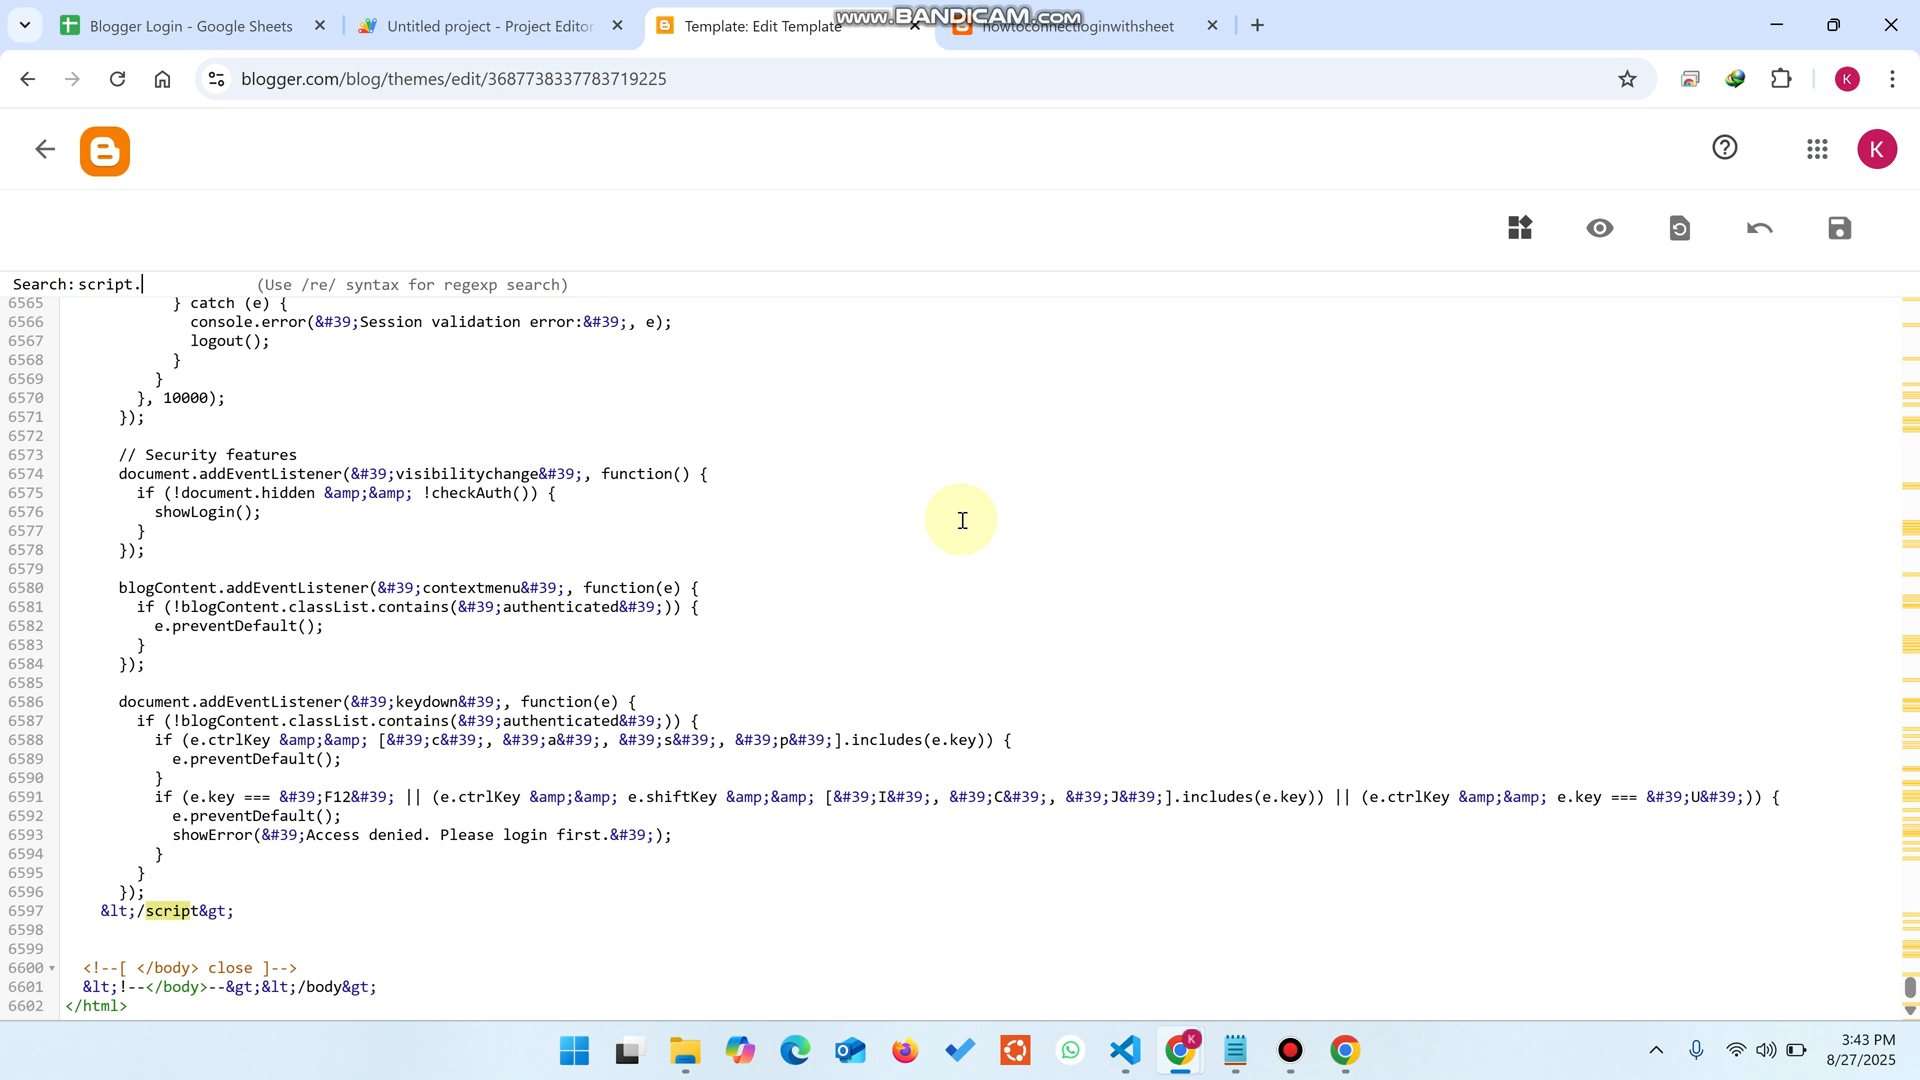 Blogger Login - Google Sheets
Untitled project - Project Editor
Template: Edit Template
howtoconnectloginwithsheet
www.BANDICAM.com
blogger.com/blog/themes/edit/3687738337783719225
K
K
Search: script. (Use /re/ syntax for regexp search)
6565 } catch (e) {
6566 console.error(&#39;Session validation error:&#39;, e);
6567 logout();
6568 }
6569 }
6570 }, 10000);
6571 });
6572
6573 // Security features
6574 document.addEventListener(&#39;visibilitychange&#39;, function() {
6575 if (!document.hidden &amp;&amp; !checkAuth()) {
6576 showLogin();
6577 }
6578 });
6579
6580 blogContent.addEventListener(&#39;contextmenu&#39;, function(e) {
6581 if (!blogContent.classList.contains(&#39;authenticated&#39;)) {
6582 e.preventDefault();
6583 }
6584 });
6585
6586 document.addEventListener(&#39;keydown&#39;, function(e) {
6587 if (!blogContent.classList.contains(&#39;authenticated&#39;)) {
6588 if (e.ctrlKey &amp;&amp; [&#39;c&#39;, &#39;a&#39;, &#39;s&#39;, &#39;p&#39;].includes(e.key)) {
6589 e.preventDefault();
6590 }
6591 if (e.key === &#39;F12&#39; || (e.ctrlKey &amp;&amp; e.shiftKey &amp;&amp; [&#39;I&#39;, &#39;C&#39;, &#39;J&#39;].includes(e.key)) || (e.ctrlKey &amp;&amp; e.key === &#39;U&#39;)) {
6592 e.preventDefault();
6593 showError(&#39;Access denied. Please login first.&#39;);
6594 }
6595 }
6596 });
6597 &lt;/script&gt;
6598
6599
6600 <!--[ </body> close ]-->
6601 &lt;!--</body>--&gt;&lt;/body&gt;
6602 </html>
3:43 PM
8/27/2025